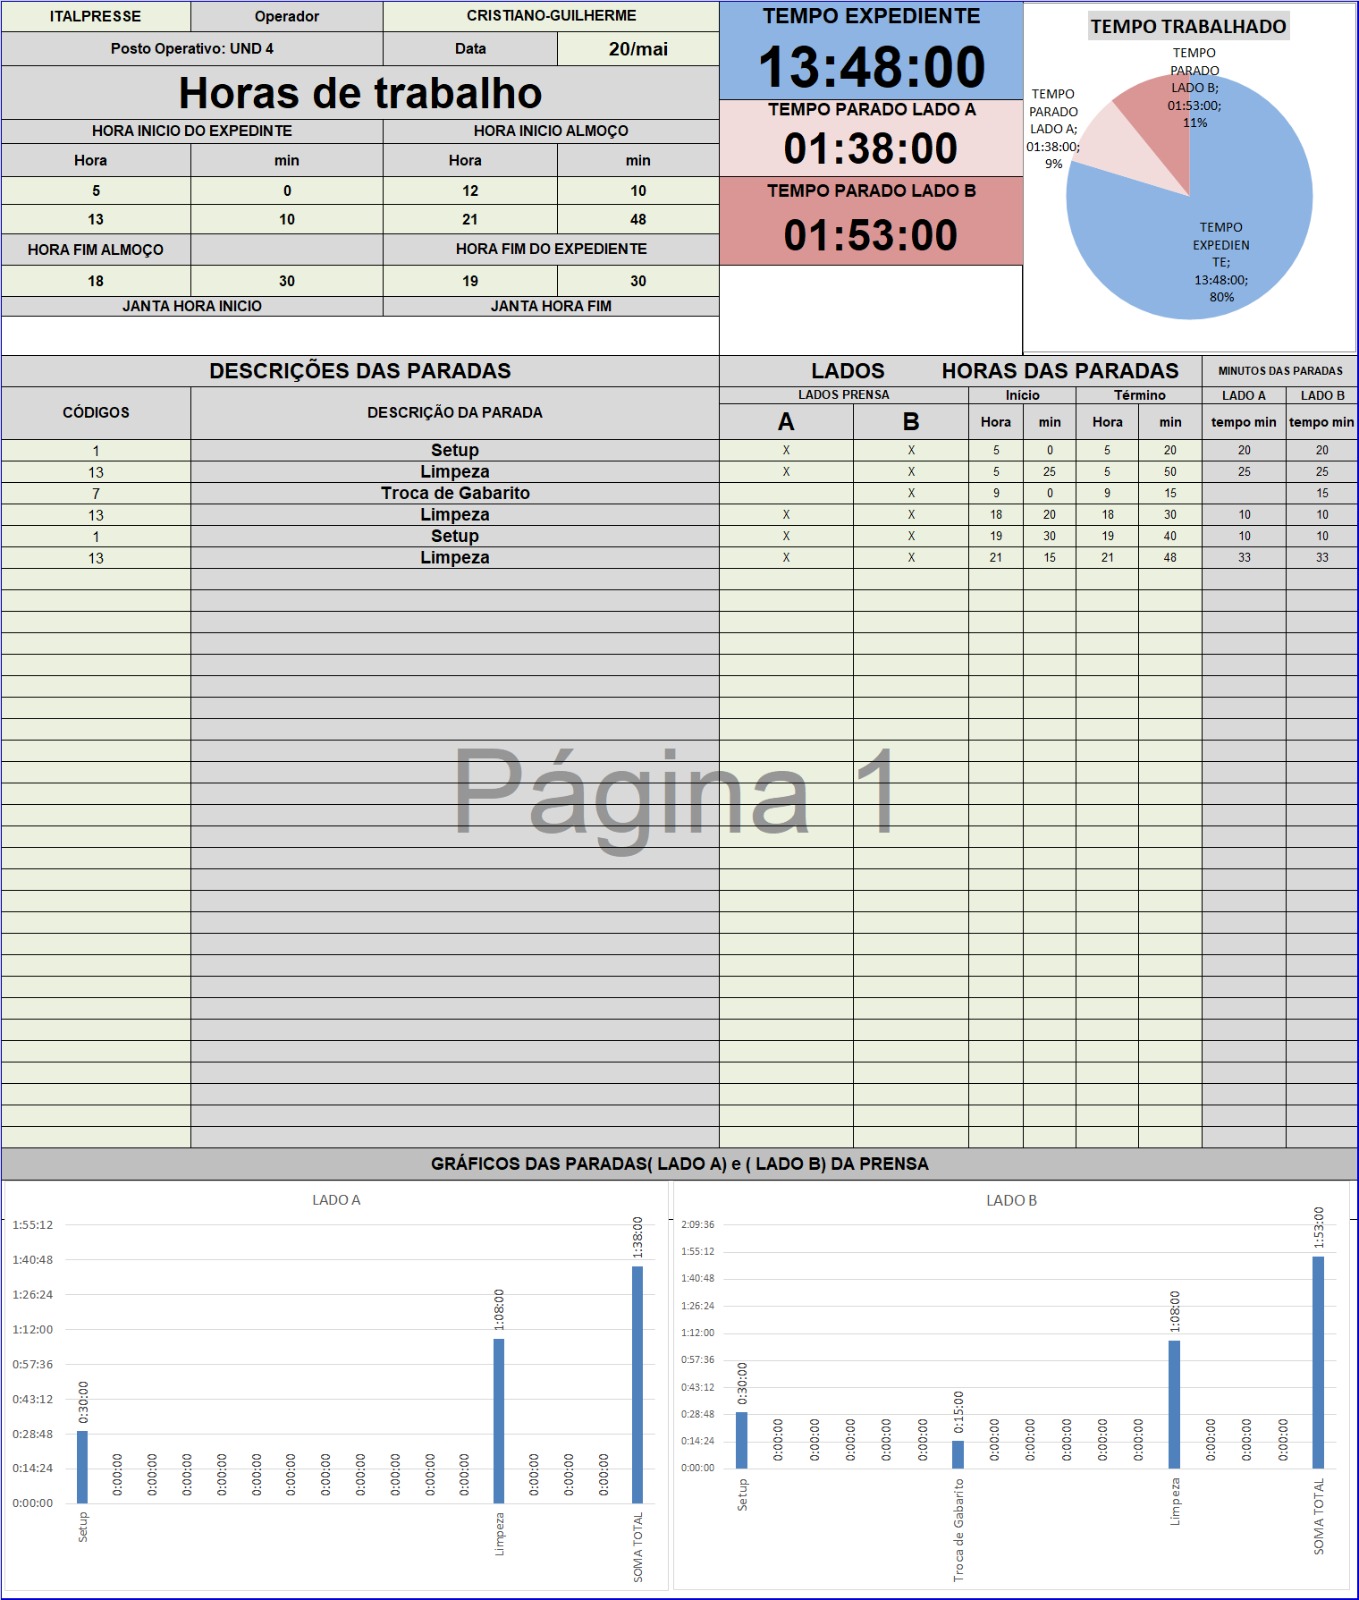 ITALPRESSE Operador CRISTIANO-GUILHERME
Posto Operativo: UND 4 Data 20/mai
Horas de trabalho
HORA INICIO DO EXPEDINTE HORA INICIO ALMOÇO
Hora min Hora min
5 0 12 10
13 10 21 48
HORA FIM ALMOÇO HORA FIM DO EXPEDIENTE
18 30 19 30
JANTA HORA INICIO JANTA HORA FIM
TEMPO EXPEDIENTE
13:48:00
TEMPO PARADO LADO A
01:38:00
TEMPO PARADO LADO B
01:53:00
TEMPO TRABALHADO
TEMPO
PARADO
LADO B;
01:53:00;
11%
TEMPO
PARADO
LADO A;
01:38:00;
9%
TEMPO
EXPEDIEN
TE;
13:48:00;
80%
DESCRIÇÕES DAS PARADAS LADOS HORAS DAS PARADAS MINUTOS DAS PARADAS
CÓDIGOS DESCRIÇÃO DA PARADA LADOS PRENSA Início Término LADO A LADO B
A B Hora min Hora min tempo min tempo min
1 Setup X X 5 0 5 20 20 20
13 Limpeza X X 5 25 5 50 25 25
7 Troca de Gabarito X 9 0 9 15 15
13 Limpeza X X 18 20 18 30 10 10
1 Setup X X 19 30 19 40 10 10
13 Limpeza X X 21 15 21 48 33 33
Página 1
GRÁFICOS DAS PARADAS( LADO A) e ( LADO B) DA PRENSA
LADO A
1:55:12
1:40:48
1:26:24
1:12:00
0:57:36
0:43:12
0:28:48
0:14:24
0:00:00
0:30:00 0:00:00 0:00:00 0:00:00 0:00:00 0:00:00 0:00:00 0:00:00 0:00:00 0:00:00 0:00:00 0:00:00 1:08:00 0:00:00 0:00:00 0:00:00 1:38:00
Setup Limpeza SOMA TOTAL
LADO B
2:09:36
1:55:12
1:40:48
1:26:24
1:12:00
0:57:36
0:43:12
0:28:48
0:14:24
0:00:00
0:30:00 0:00:00 0:00:00 0:00:00 0:00:00 0:00:00 0:15:00 0:00:00 0:00:00 0:00:00 0:00:00 0:00:00 1:08:00 0:00:00 0:00:00 0:00:00 1:53:00
Setup Troca de Gabarito Limpeza SOMA TOTAL